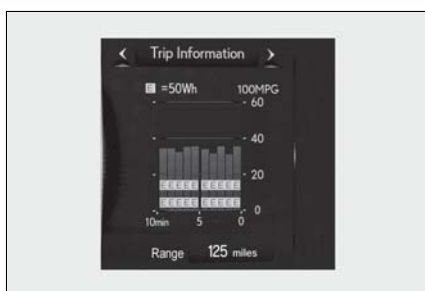 Trip Information
E =50Wh 100MPG
60
40
20
E E E E E E E E E E
E E E E E E E E E E
0
10min 5 0
Range 125 miles